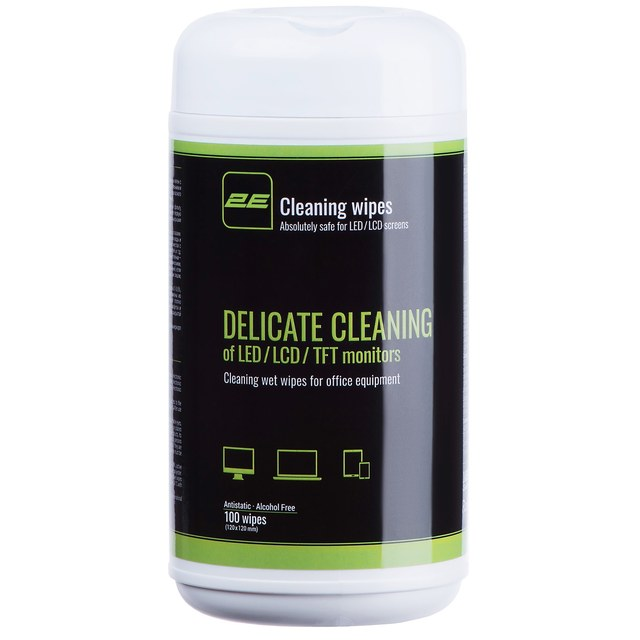 2E
Cleaning wipes
Absolutely safe for LED/LCD screens
DELICATE CLEANING
of LED/LCD/TFT monitors
Cleaning wet wipes for office equipment
Antistatic · Alcohol Free
100 wipes
(120x120 mm)